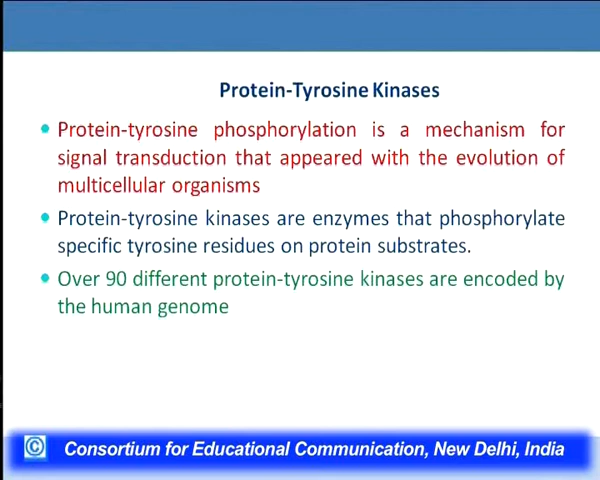 Protein-Tyrosine Kinases
• Protein-tyrosine phosphorylation is a mechanism for
signal transduction that appeared with the evolution of
multicellular organisms
• Protein-tyrosine kinases are enzymes that phosphorylate
specific tyrosine residues on protein substrates.
• Over 90 different protein-tyrosine kinases are encoded by
the human genome
© Consortium for Educational Communication, New Delhi, India